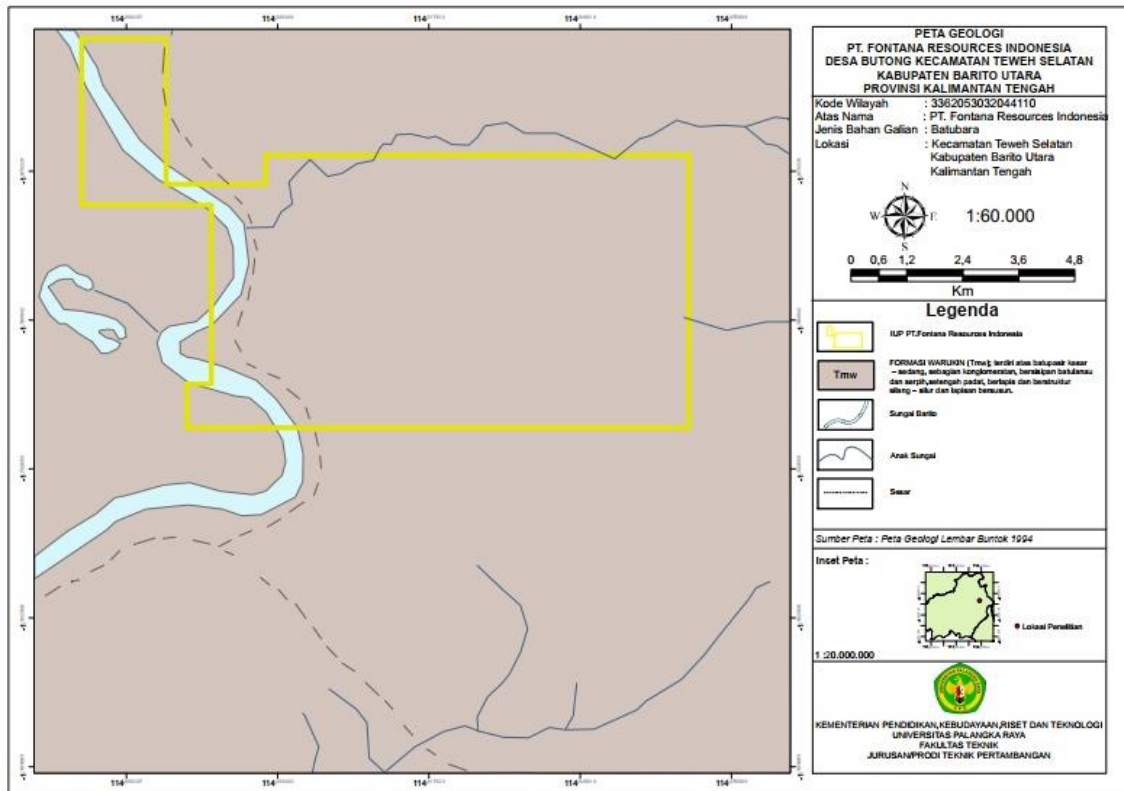 PETA GEOLOGI
PT. FONTANA RESOURCES INDONESIA
DESA BUTONG KECAMATAN TEWEH SELATAN
KABUPATEN BARITO UTARA
PROVINSI KALIMANTAN TENGAH
Kode Wilayah : 3362053032044110
Atas Nama : PT. Fontana Resources Indonesia
Jenis Bahan Galian : Batubara
Lokasi : Kecamatan Teweh Selatan
Kabupaten Barito Utara
Kalimantan Tengah
N
W E
S
1:60.000
0 0,6 1,2 2,4 3,6 4,8
Km
Legenda
IUP PT.Fontana Resources Indonesia
Tmw
FORMASI WARUKIN (Tmw); terdiri atas batupasir kasar
– sedang, sebagian konglomeratan, bersisipan batulanau
dan serpih,setengah padat, berlapis dan berstruktur
silang – silur dan lapisan bersusun.
Sungai Barito
Anak Sungai
Sesar
Sumber Peta : Peta Geologi Lembar Buntok 1994
Inset Peta :
Lokasi Penelitian
1 :20.000.000
KEMENTERIAN PENDIDIKAN,KEBUDAYAAN,RISET DAN TEKNOLOGI
UNIVERSITAS PALANGKA RAYA
FAKULTAS TEKNIK
JURUSAN/PRODI TEKNIK PERTAMBANGAN